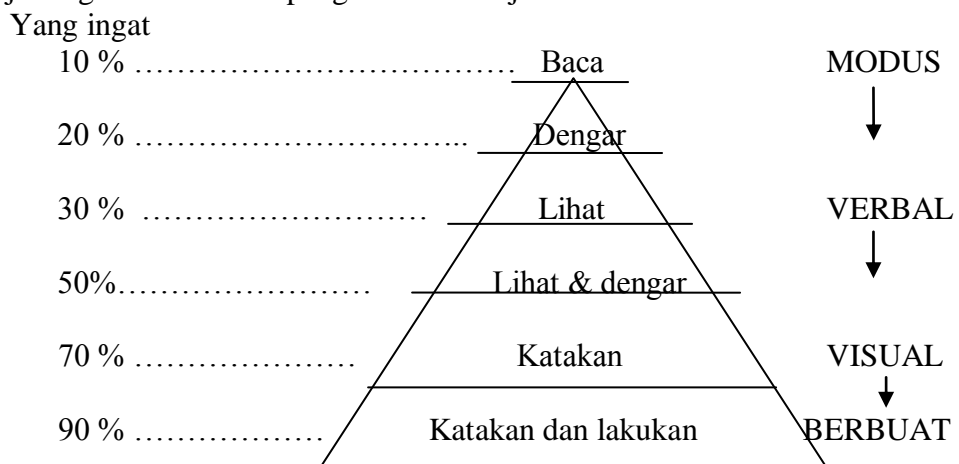 Yang ingat
10 % ……………………………… Baca MODUS
20 % ………………………….. Dengar
30 % ……………………… Lihat VERBAL
50%…………………… Lihat & dengar
70 % ………………… Katakan VISUAL
90 % ……………… Katakan dan lakukan BERBUAT